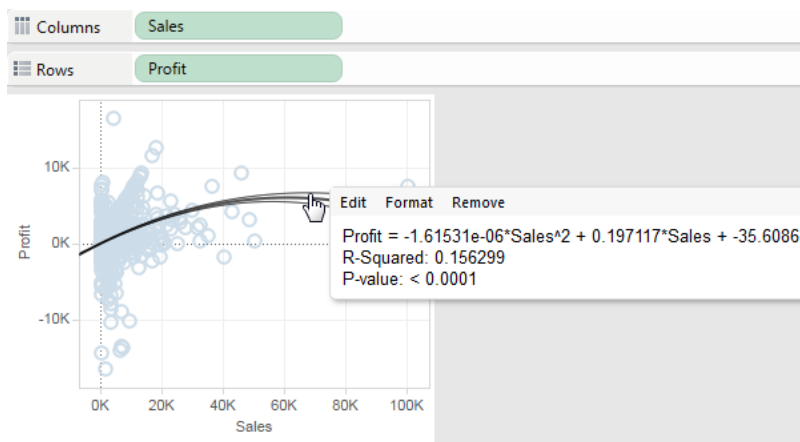 Columns Sales
Rows Profit
10K
0K
-10K
Profit
0K 20K 40K 60K 80K 100K
Sales
Edit Format Remove
Profit = -1.61531e-06*Sales^2 + 0.197117*Sales + -35.6086
R-Squared: 0.156299
P-value: < 0.0001